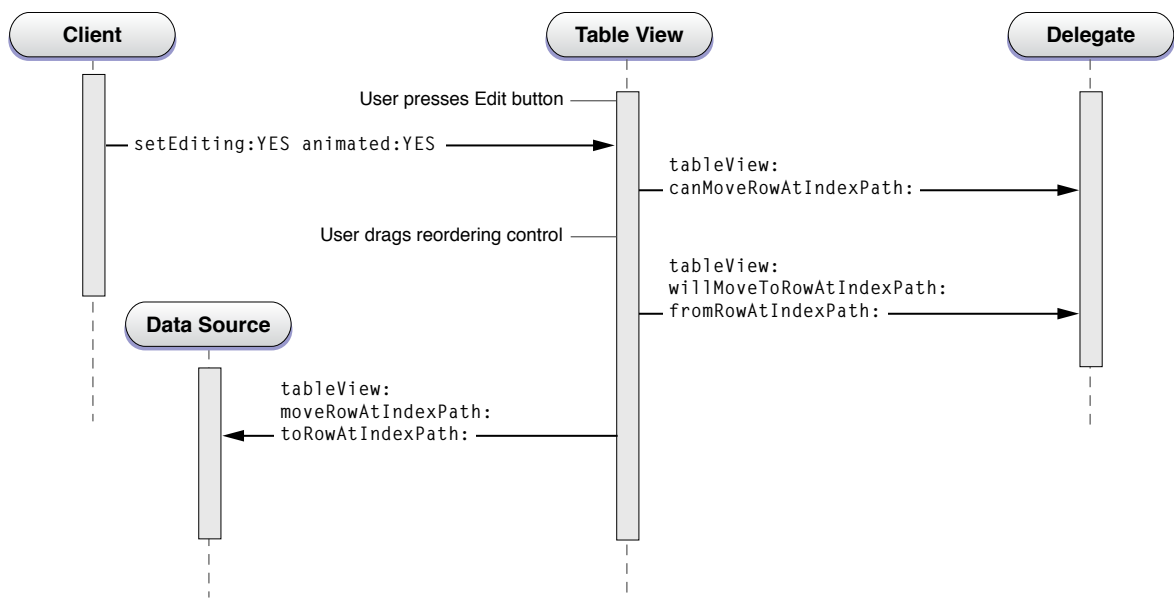 Client
Table View
Delegate
User presses Edit button
setEditing:YES animated:YES
tableView:
canMoveRowAtIndexPath:
User drags reordering control
tableView:
willMoveToRowAtIndexPath:
fromRowAtIndexPath:
Data Source
tableView:
moveRowAtIndexPath:
toRowAtIndexPath: